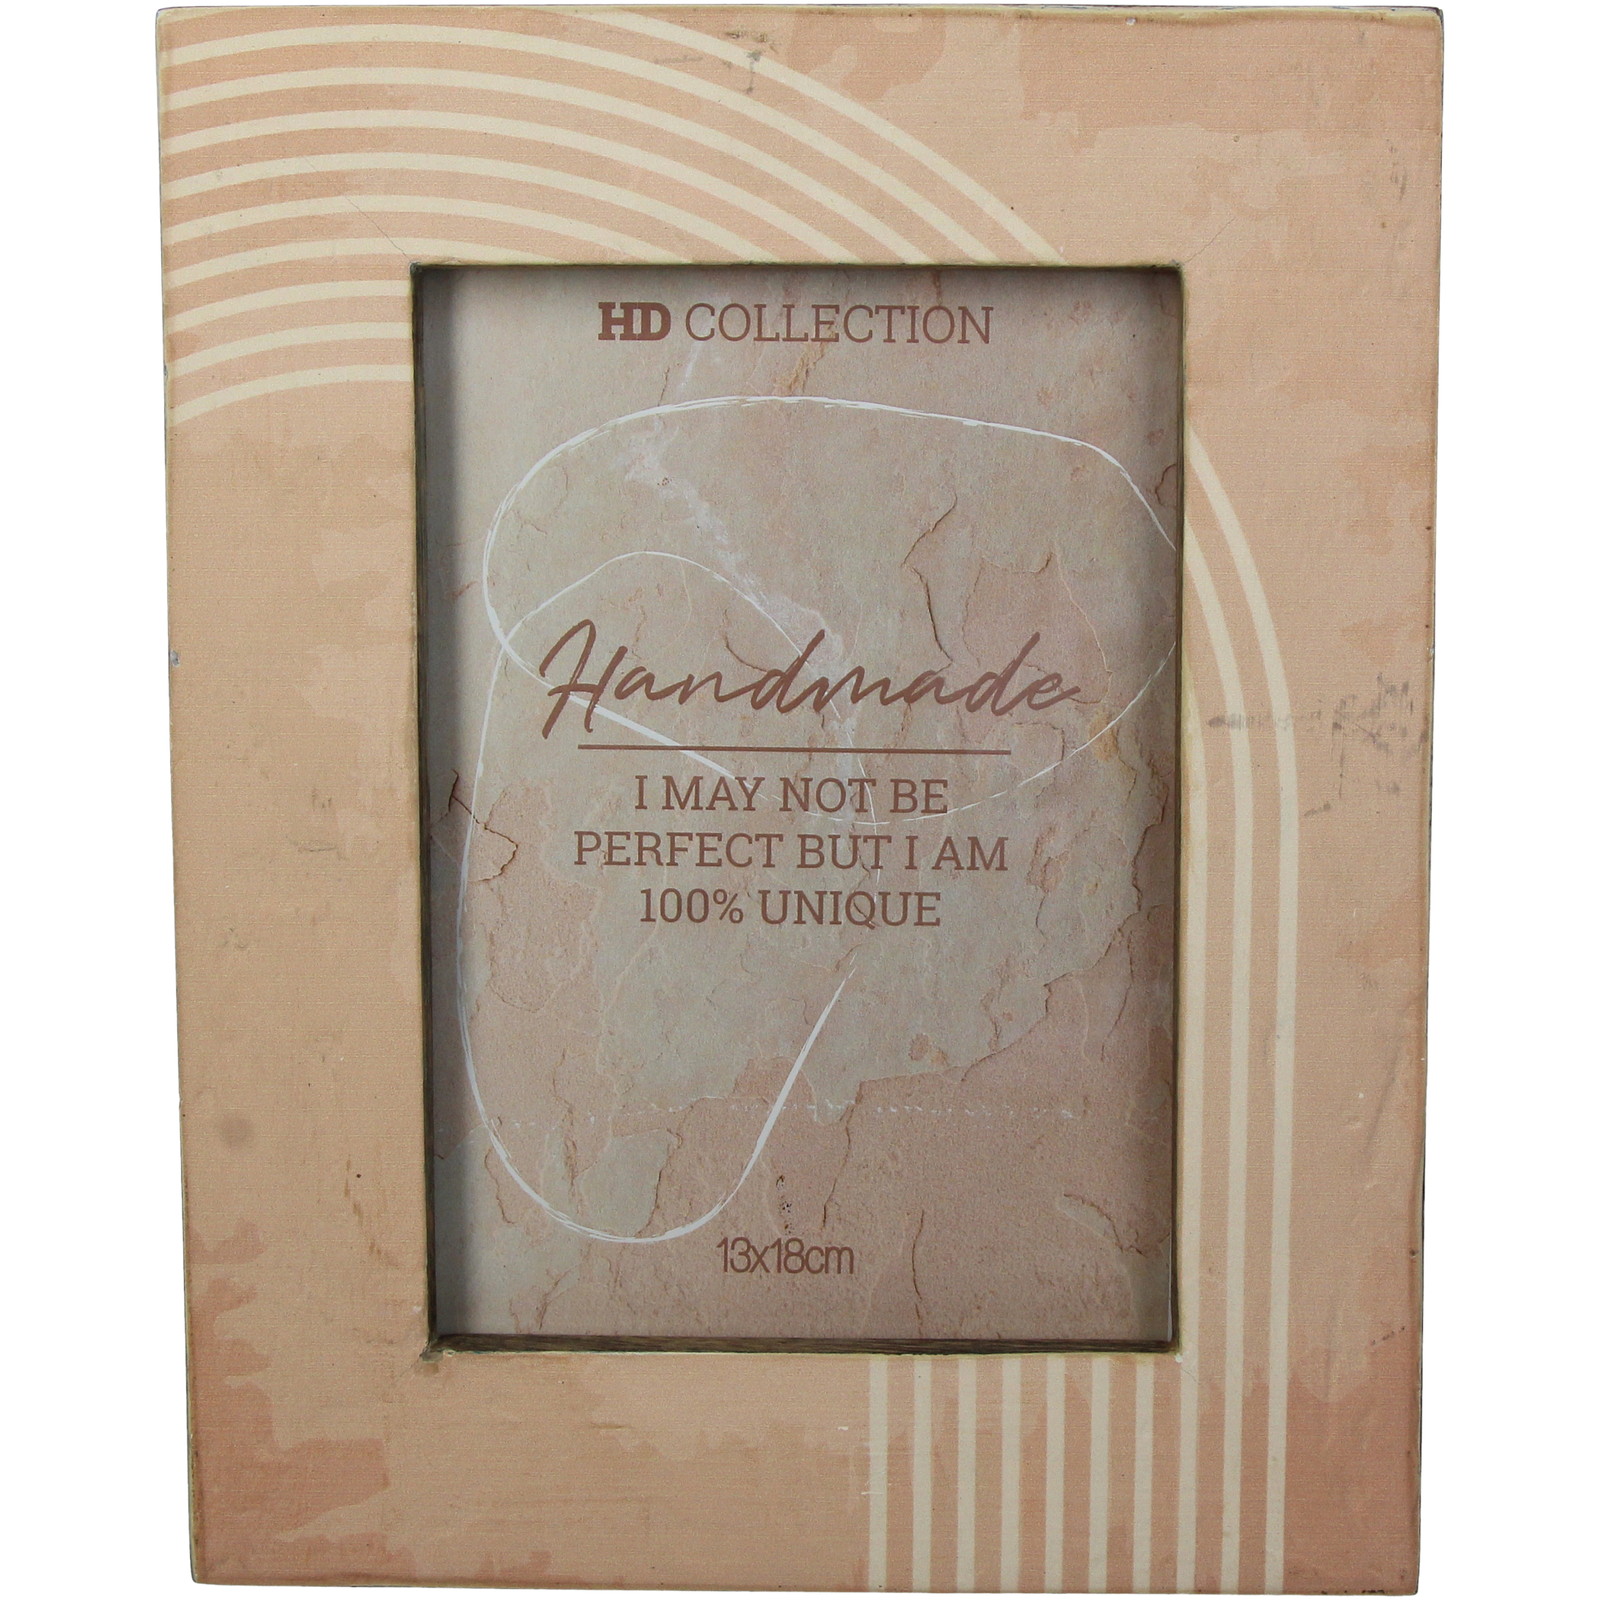 HD COLLECTION
Handmade
I MAY NOT BE
PERFECT BUT I AM
100% UNIQUE
13x18cm